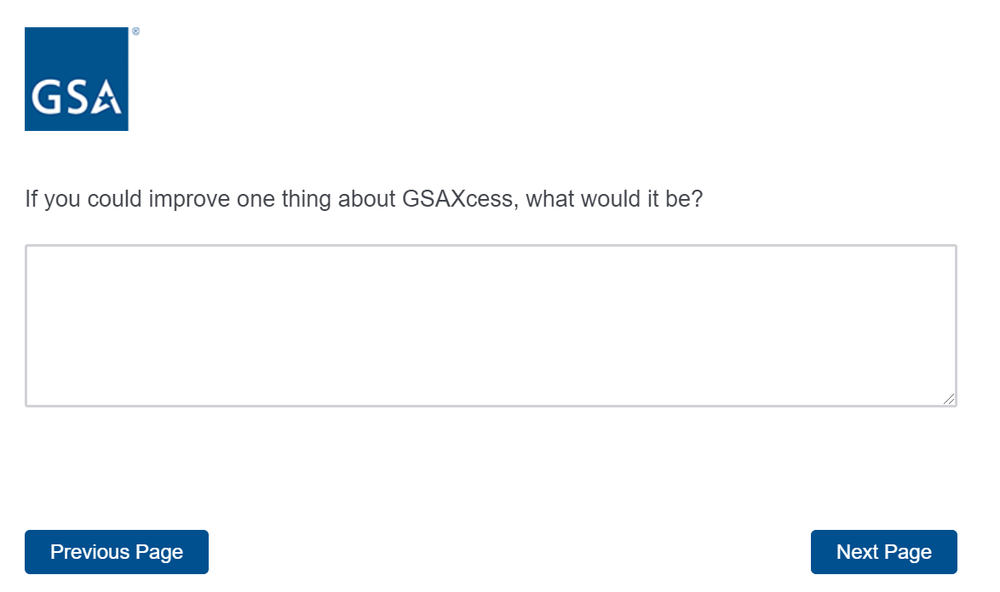 GSA
®
If you could improve one thing about GSAXcess, what would it be?
Previous Page
Next Page